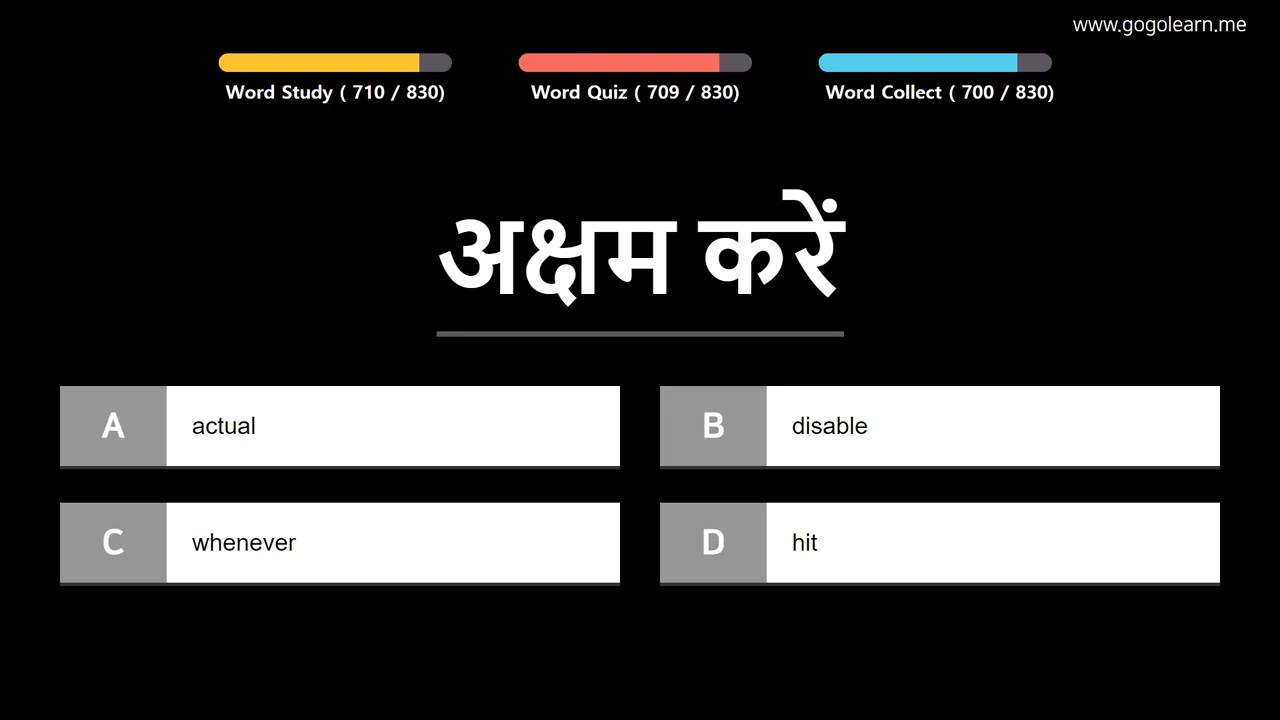 www.gogolearn.me
Word Study ( 710 / 830)
Word Quiz ( 709 / 830)
Word Collect ( 700 / 830)
अक्षम करें
A actual
B disable
C whenever
D hit